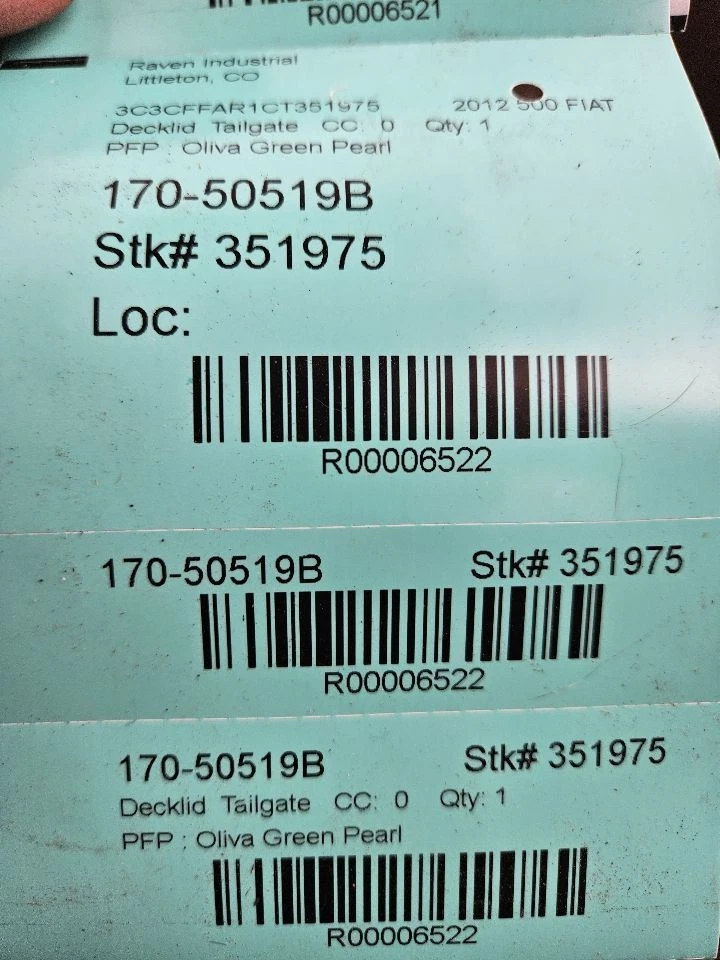 R00006521
Raven Industrial
Littleton, CO
3C3CFFAR1CT351975 2012 500 FIAT
Decklid Tailgate CC: 0 Qty: 1
PFP : Oliva Green Pearl
170-50519B
Stk# 351975
Loc:
R00006522
170-50519B Stk# 351975
R00006522
170-50519B Stk# 351975
Decklid Tailgate CC: 0 Qty: 1
PFP : Oliva Green Pearl
R00006522